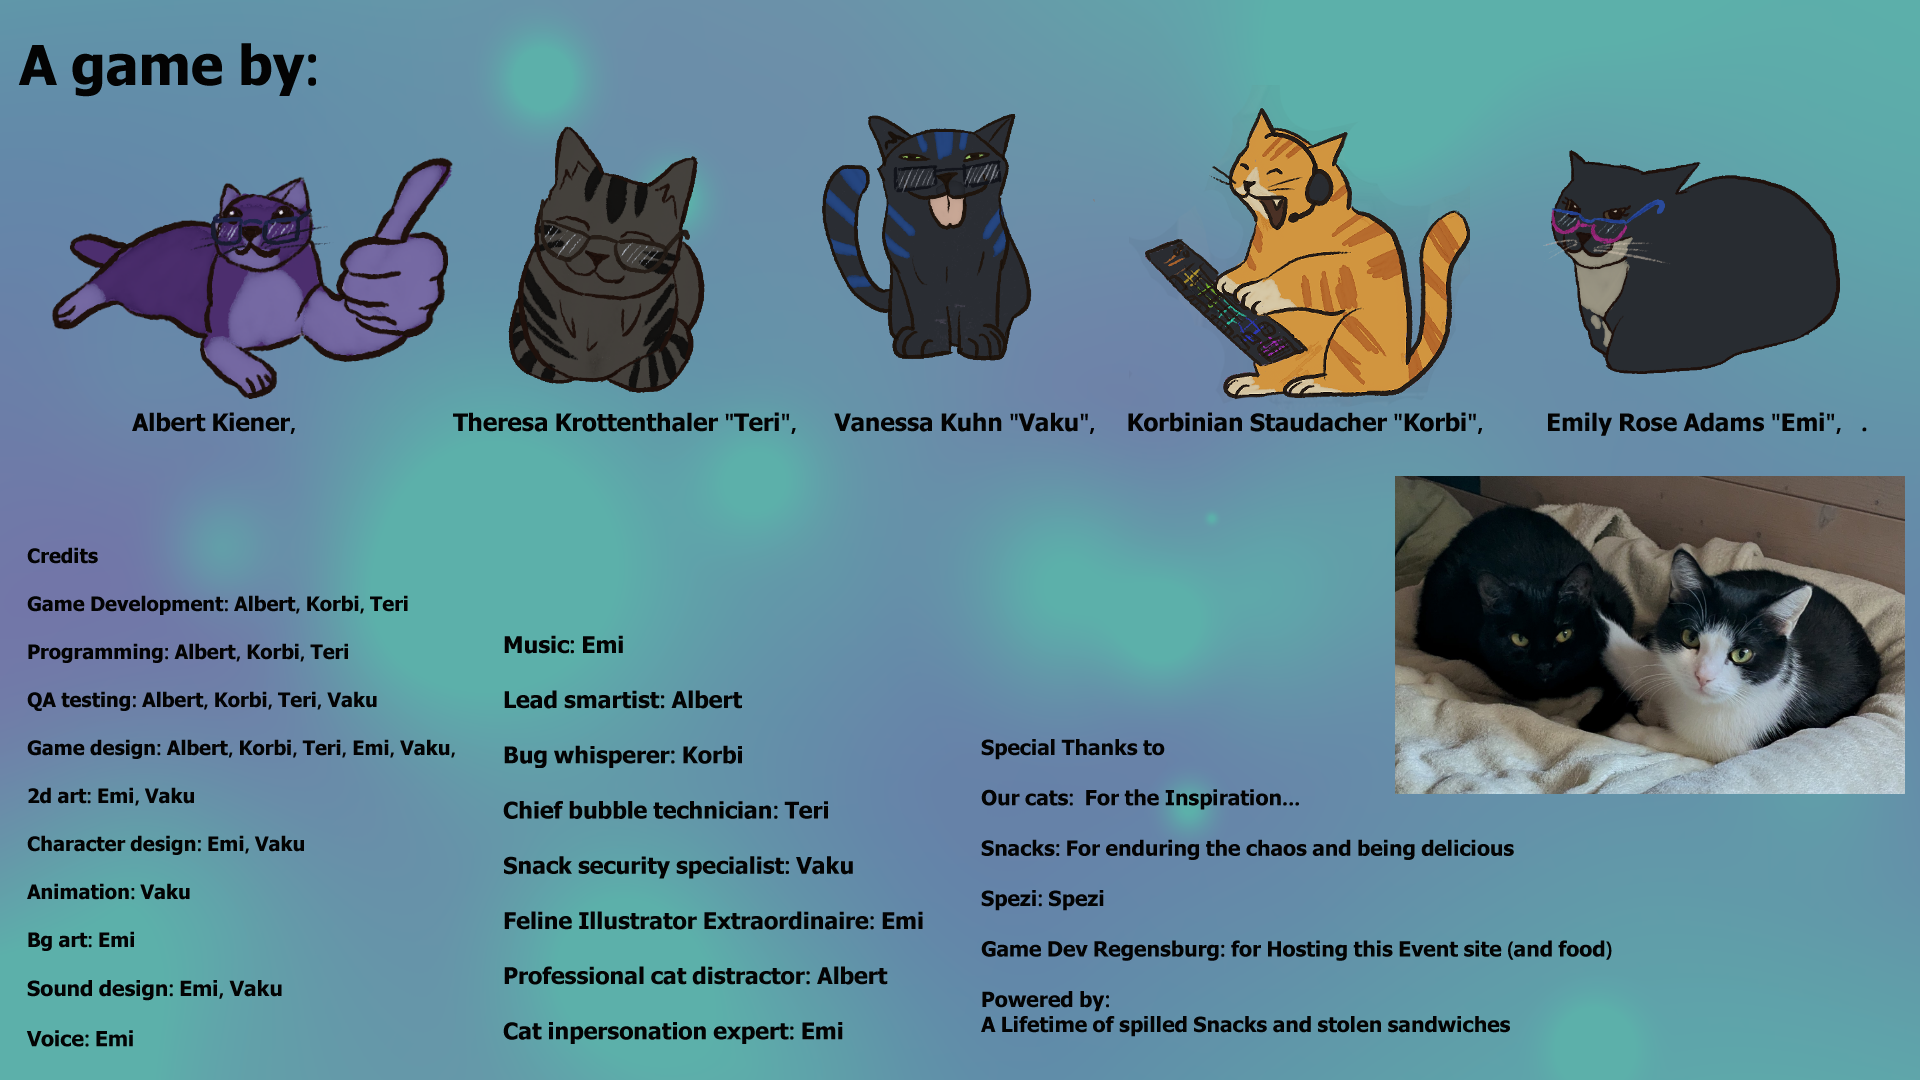 A game by:
Albert Kiener,
Theresa Krottenthaler "Teri",
Vanessa Kuhn "Vaku",
Korbinian Staudacher "Korbi",
Emily Rose Adams "Emi", .
Credits
Game Development: Albert, Korbi, Teri
Programming: Albert, Korbi, Teri
QA testing: Albert, Korbi, Teri, Vaku
Game design: Albert, Korbi, Teri, Emi, Vaku,
2d art: Emi, Vaku
Character design: Emi, Vaku
Animation: Vaku
Bg art: Emi
Sound design: Emi, Vaku
Voice: Emi
Music: Emi
Lead smartist: Albert
Bug whisperer: Korbi
Chief bubble technician: Teri
Snack security specialist: Vaku
Feline Illustrator Extraordinaire: Emi
Professional cat distractor: Albert
Cat inpersonation expert: Emi
Special Thanks to
Our cats: For the Inspiration...
Snacks: For enduring the chaos and being delicious
Spezi: Spezi
Game Dev Regensburg: for Hosting this Event site (and food)
Powered by:
A Lifetime of spilled Snacks and stolen sandwiches